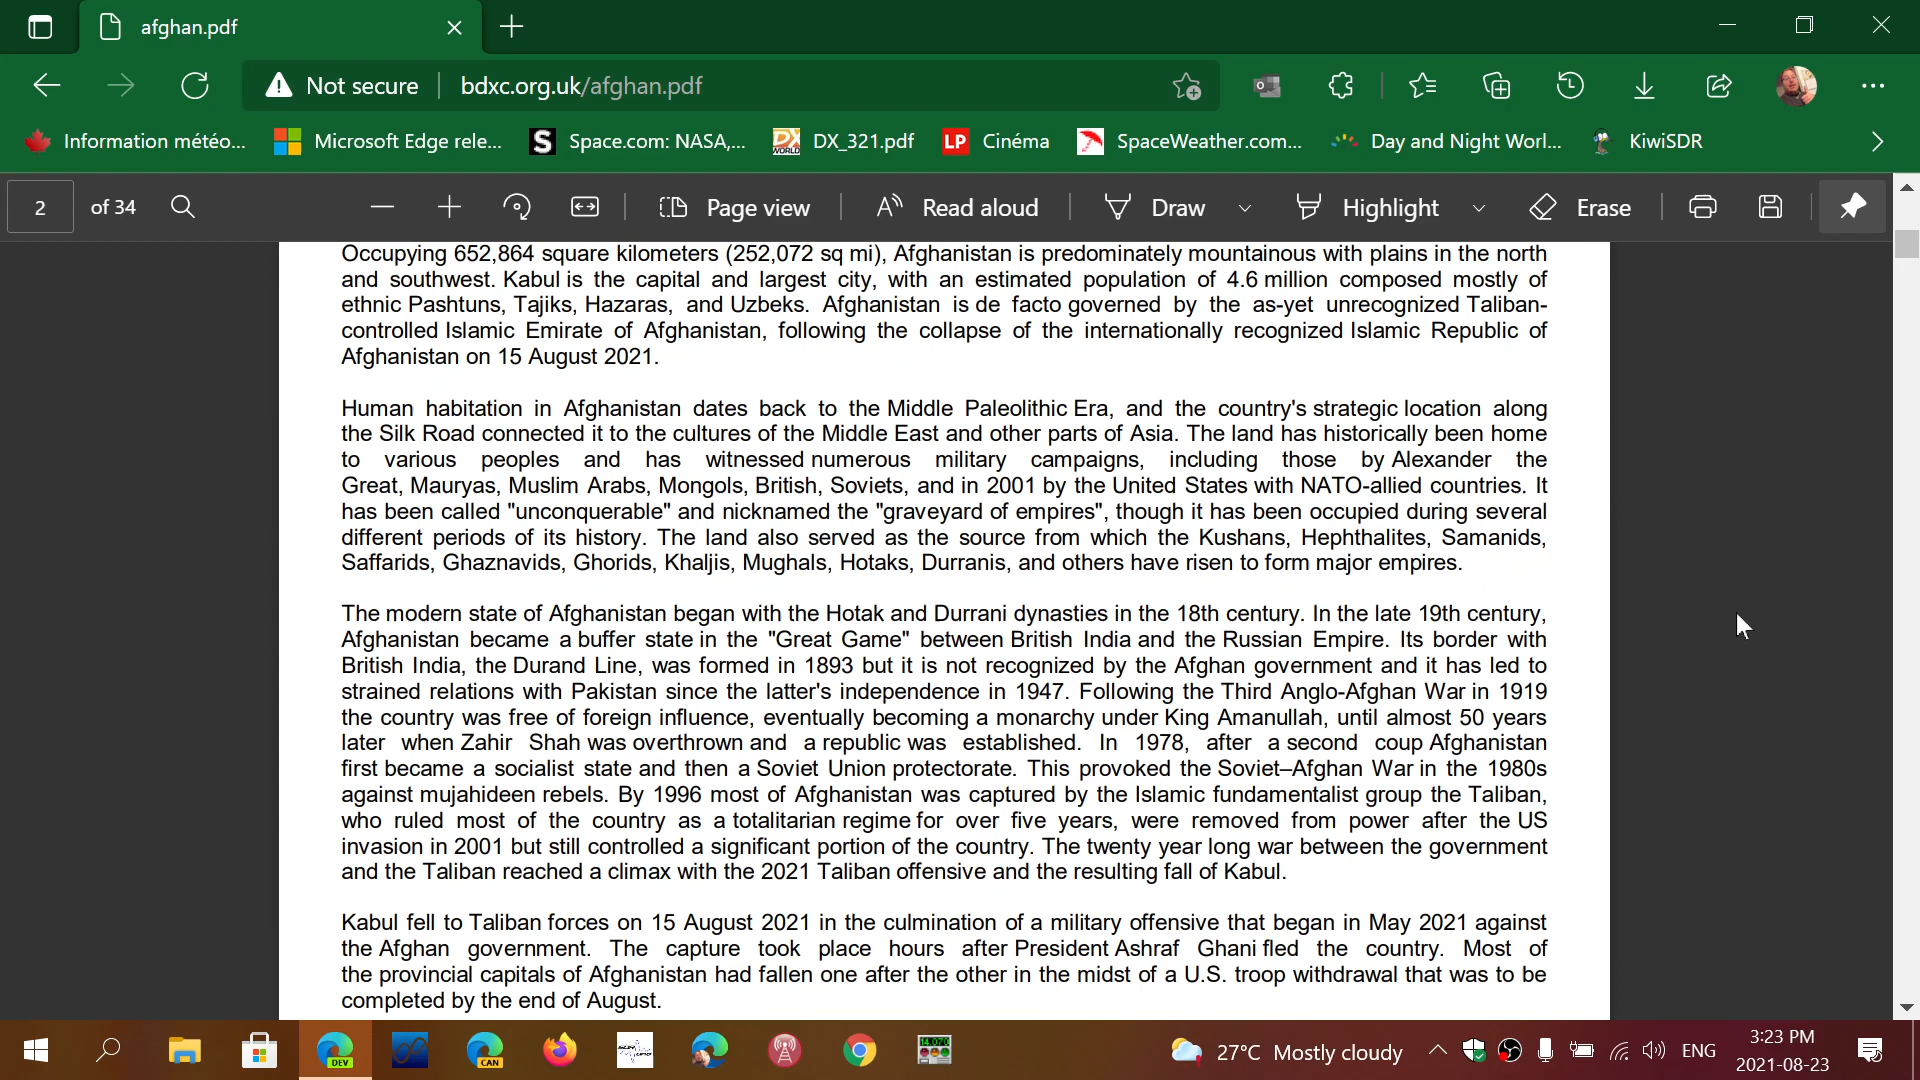 afghan.pdf
Not secure
bdxc.org.uk/afghan.pdf
Information météo...
Microsoft Edge rele...
Space.com: NASA,...
DX_321.pdf
LP Cinéma
SpaceWeather.com...
Day and Night Worl...
KiwiSDR
2 of 34
Page view
Read aloud
Draw
Highlight
Erase
Occupying 652,864 square kilometers (252,072 sq mi), Afghanistan is predominately mountainous with plains in the north
and southwest. Kabul is the capital and largest city, with an estimated population of 4.6 million composed mostly of
ethnic Pashtuns, Tajiks, Hazaras, and Uzbeks. Afghanistan is de facto governed by the as-yet unrecognized Taliban-
controlled Islamic Emirate of Afghanistan, following the collapse of the internationally recognized Islamic Republic of
Afghanistan on 15 August 2021.
Human habitation in Afghanistan dates back to the Middle Paleolithic Era, and the country's strategic location along
the Silk Road connected it to the cultures of the Middle East and other parts of Asia. The land has historically been home
to various peoples and has witnessed numerous military campaigns, including those by Alexander the
Great, Mauryas, Muslim Arabs, Mongols, British, Soviets, and in 2001 by the United States with NATO-allied countries. It
has been called "unconquerable" and nicknamed the "graveyard of empires", though it has been occupied during several
different periods of its history. The land also served as the source from which the Kushans, Hephthalites, Samanids,
Saffarids, Ghaznavids, Ghorids, Khaljis, Mughals, Hotaks, Durranis, and others have risen to form major empires.
The modern state of Afghanistan began with the Hotak and Durrani dynasties in the 18th century. In the late 19th century,
Afghanistan became a buffer state in the "Great Game" between British India and the Russian Empire. Its border with
British India, the Durand Line, was formed in 1893 but it is not recognized by the Afghan government and it has led to
strained relations with Pakistan since the latter's independence in 1947. Following the Third Anglo-Afghan War in 1919
the country was free of foreign influence, eventually becoming a monarchy under King Amanullah, until almost 50 years
later when Zahir Shah was overthrown and a republic was established. In 1978, after a second coup Afghanistan
first became a socialist state and then a Soviet Union protectorate. This provoked the Soviet–Afghan War in the 1980s
against mujahideen rebels. By 1996 most of Afghanistan was captured by the Islamic fundamentalist group the Taliban,
who ruled most of the country as a totalitarian regime for over five years, were removed from power after the US
invasion in 2001 but still controlled a significant portion of the country. The twenty year long war between the government
and the Taliban reached a climax with the 2021 Taliban offensive and the resulting fall of Kabul.
Kabul fell to Taliban forces on 15 August 2021 in the culmination of a military offensive that began in May 2021 against
the Afghan government. The capture took place hours after President Ashraf Ghani fled the country. Most of
the provincial capitals of Afghanistan had fallen one after the other in the midst of a U.S. troop withdrawal that was to be
completed by the end of August.
DEV
CAN
27°C Mostly cloudy
ENG
3:23 PM
2021-08-23